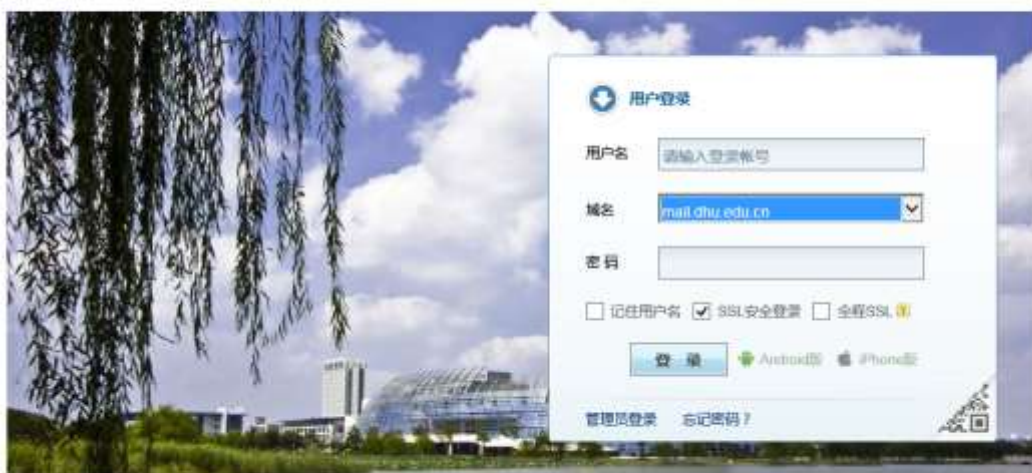 用户登录
用户名 请输入登录帐号
域名 mail.dhu.edu.cn
密 码
记住用户名 SSL安全登录 全程SSL
登 录 Android版 iPhone版
管理员登录 忘记密码?